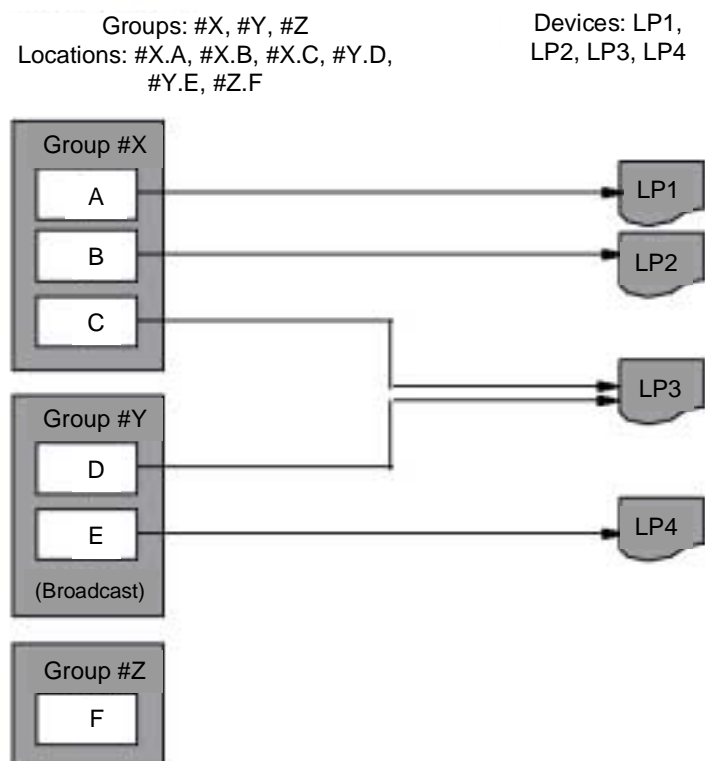 Groups: #X, #Y, #Z
Locations: #X.A, #X.B, #X.C, #Y.D,
#Y.E, #Z.F
Devices: LP1,
LP2, LP3, LP4
Group #X
A
B
C
Group #Y
D
E
(Broadcast)
Group #Z
F
LP1
LP2
LP3
LP4